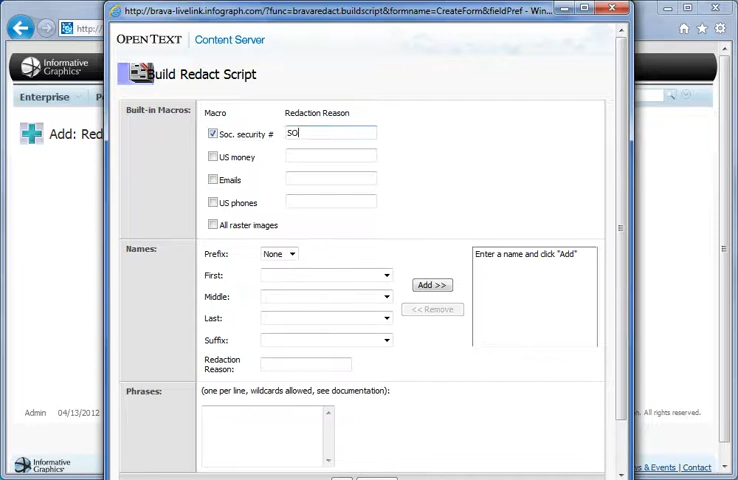 http://brava-livelink.infograph.com/?func=bravaredact.buildscript&formname=CreateForm&fieldPref - Win...
http:/
OPENTEXT | Content Server
Informative
Graphics
Build Redact Script
Enterprise
Built-in Macros:
Macro
Redaction Reason
Add: Red
Soc. security #
SO
US money
Emails
US phones
All raster images
Names:
Prefix:
None
Enter a name and click "Add"
First:
Add >>
Middle:
<< Remove
Last:
Suffix:
Redaction
Reason:
Phrases:
(one per line, wildcards allowed, see documentation):
Admin 04/13/2012
All rights reserved.
Informative
Graphics
s & Events | Contact